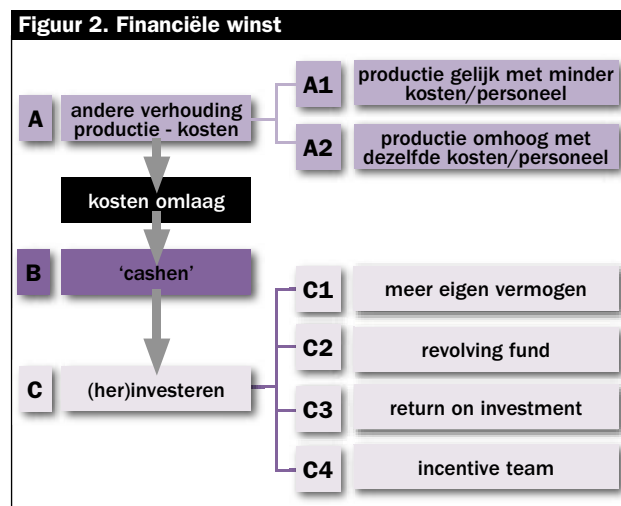 Figuur 2. Financiële winst
A
andere verhouding
productie - kosten
A1
productie gelijk met minder
kosten/personeel
A2
productie omhoog met
dezelfde kosten/personeel
kosten omlaag
B
‘cashen’
C
(her)investeren
C1
meer eigen vermogen
C2
revolving fund
C3
return on investment
C4
incentive team